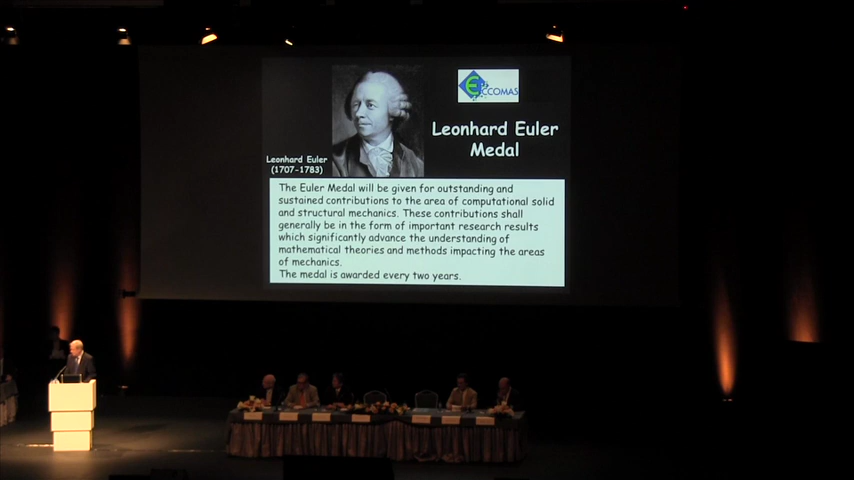 CCOMAS
Leonhard Euler
Medal
Leonhard Euler
(1707-1783)
The Euler Medal will be given for outstanding and
sustained contributions to the area of computational solid
and structural mechanics. These contributions shall
generally be in the form of important research results
which significantly advance the understanding of
mathematical theories and methods impacting the areas
of mechanics.
The medal is awarded every two years.